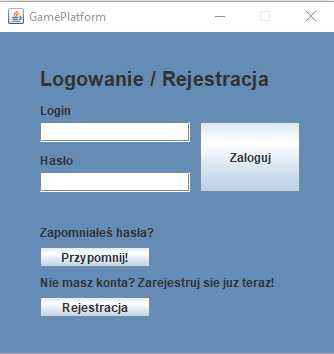 GamePlatform
Logowanie / Rejestracja
Login
Hasło
Zaloguj
Zapomniałeś hasła?
Przypomnij!
Nie masz konta? Zarejestruj sie juz teraz!
Rejestracja